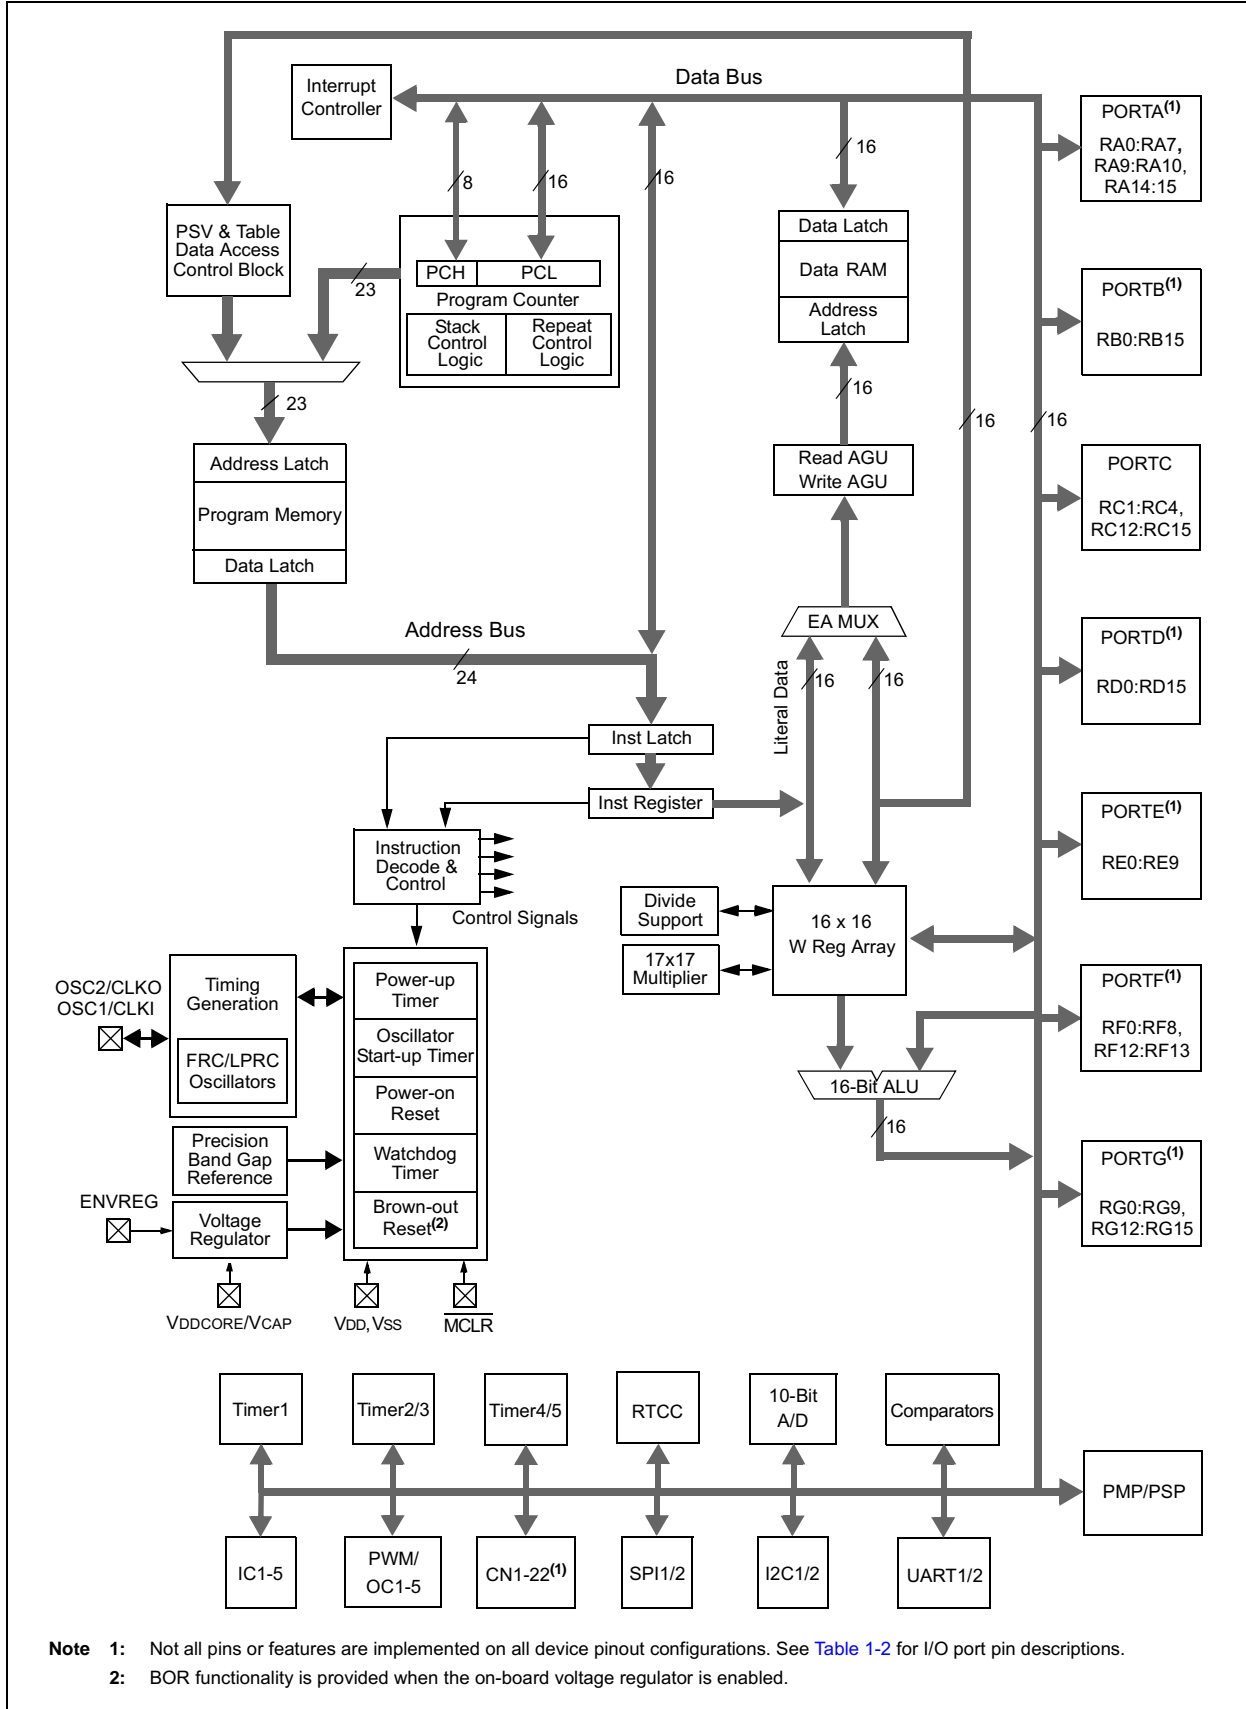 Data Bus
Interrupt
Controller
8
16
16
16
PORTA(1)
RA0:RA7,
RA9:RA10,
RA14:15
PSV & Table
Data Access
Control Block
23
PCH
PCL
Program Counter
Stack
Control
Logic
Repeat
Control
Logic
Data Latch
Data RAM
Address
Latch
PORTB(1)
RB0:RB15
23
16
16
16
Address Latch
Program Memory
Data Latch
Read AGU
Write AGU
PORTC
RC1:RC4,
RC12:RC15
Address Bus
24
EA MUX
Literal Data
16
16
PORTD(1)
RD0:RD15
Inst Latch
Inst Register
PORTE(1)
RE0:RE9
Instruction
Decode &
Control
Control Signals
Divide
Support
17x17
Multiplier
16 x 16
W Reg Array
OSC2/CLKO
OSC1/CLKI
Timing
Generation
FRC/LPRC
Oscillators
Power-up
Timer
Oscillator
Start-up Timer
Power-on
Reset
Watchdog
Timer
Brown-out
Reset(2)
PORTF(1)
RF0:RF8,
RF12:RF13
16-Bit ALU
16
Precision
Band Gap
Reference
ENVREG
Voltage
Regulator
PORTG(1)
RG0:RG9,
RG12:RG15
VDDCORE/VCAP
VDD, VSS
MCLR
Timer1
Timer2/3
Timer4/5
RTCC
10-Bit
A/D
Comparators
PMP/PSP
IC1-5
PWM/
OC1-5
CN1-22(1)
SPI1/2
I2C1/2
UART1/2
Note 1: Not all pins or features are implemented on all device pinout configurations. See Table 1-2 for I/O port pin descriptions.
2: BOR functionality is provided when the on-board voltage regulator is enabled.